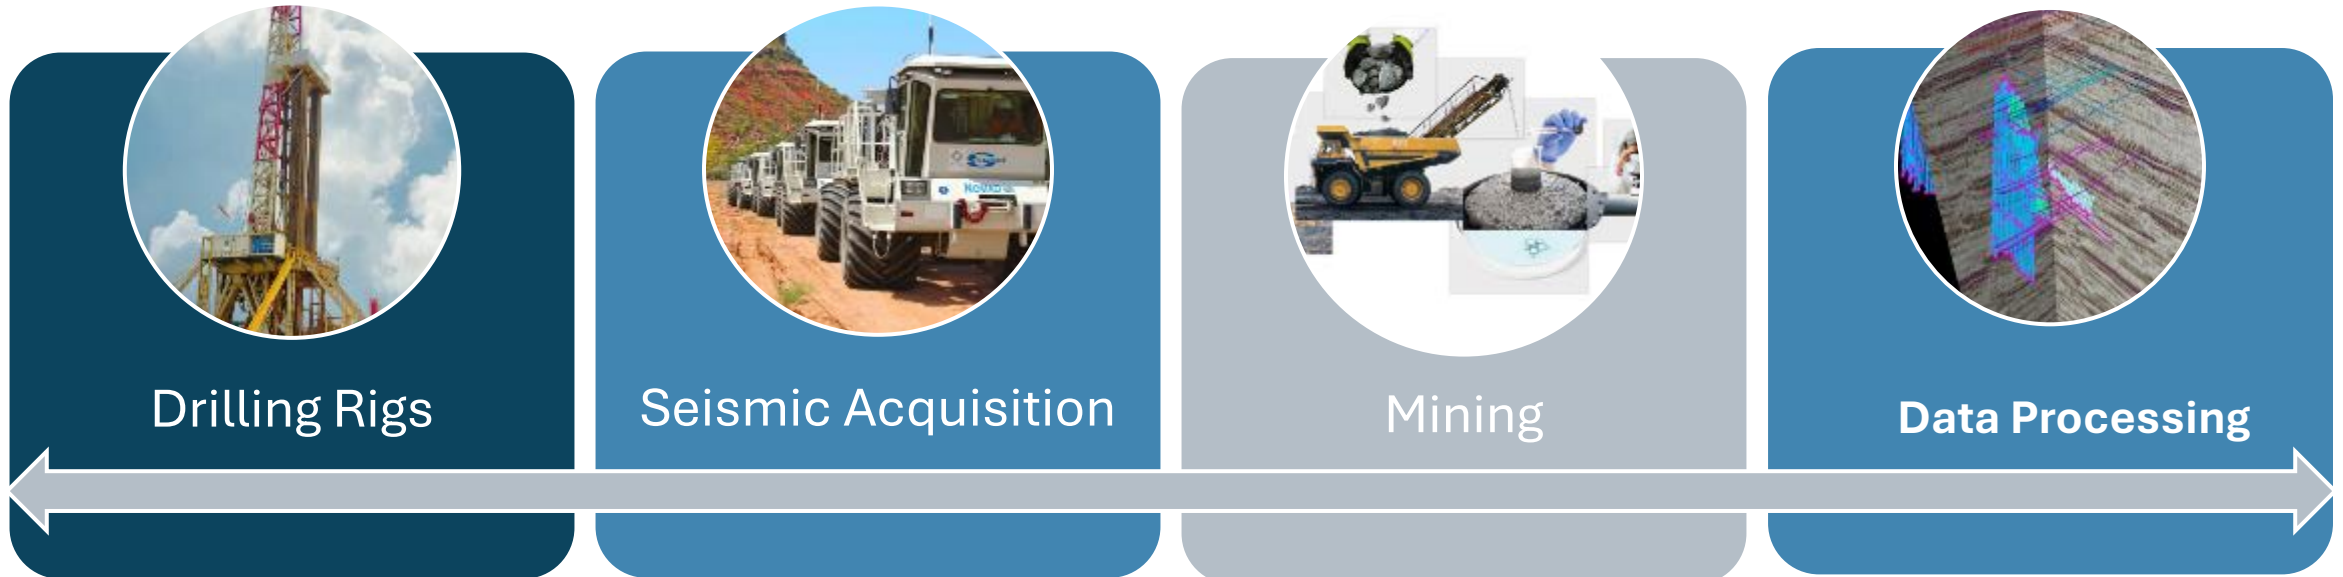 Drilling Rigs
Seismic Acquisition
Mining
Data Processing